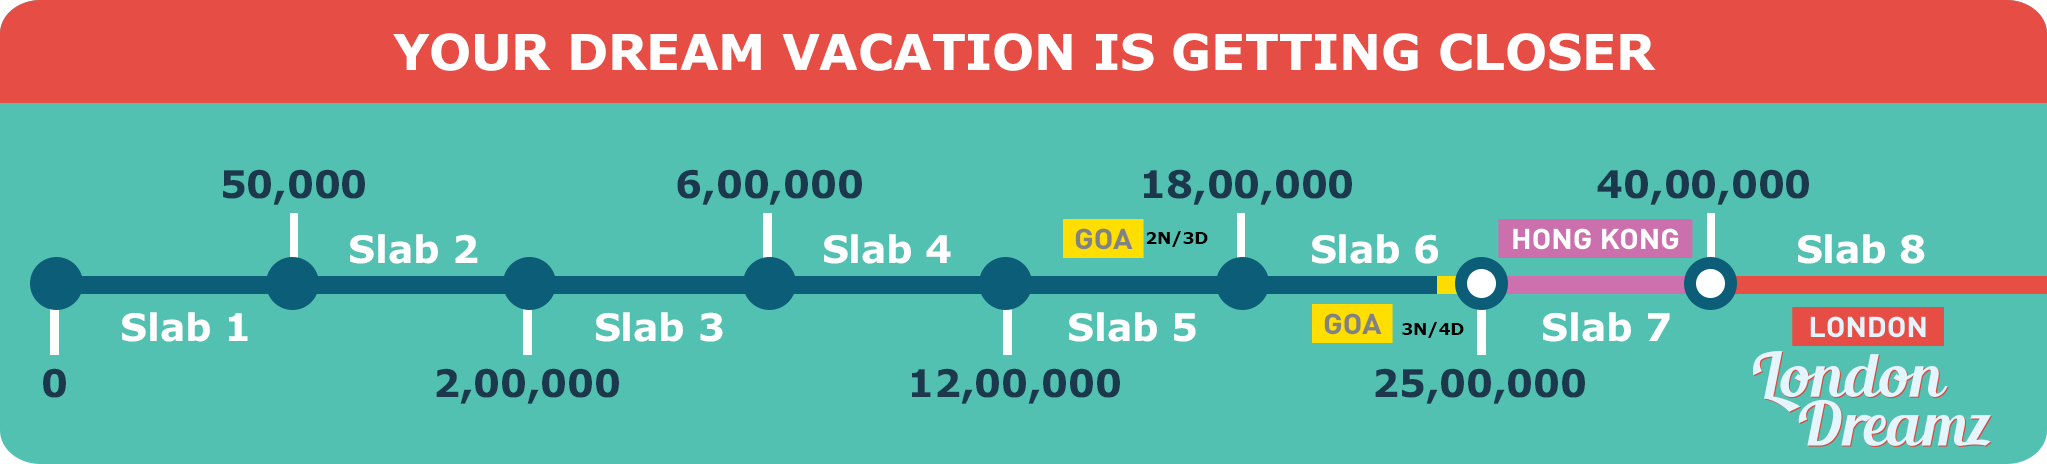 YOUR DREAM VACATION IS GETTING CLOSER
50,000
6,00,000
18,00,000
40,00,000
Slab 2
Slab 4
GOA 2N/3D
Slab 6
HONG KONG
Slab 8
Slab 1
Slab 3
Slab 5
GOA 3N/4D
Slab 7
LONDON
0
2,00,000
12,00,000
25,00,000
London
Dreamz